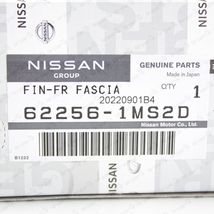 NISSAN
GROUP
GENUINE PARTS
Made in Japan
FIN-FR FASCIA
Q'TY
1
20220901B4
62256-1MS2D
Nissan Motor Co., Ltd.
B1222